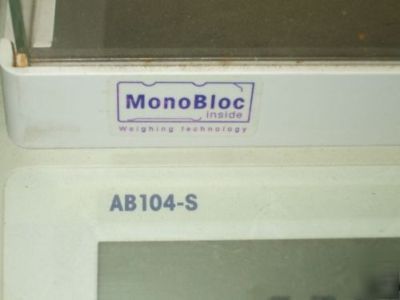 MonoBloc
inside
Weighing technology
AB104-S